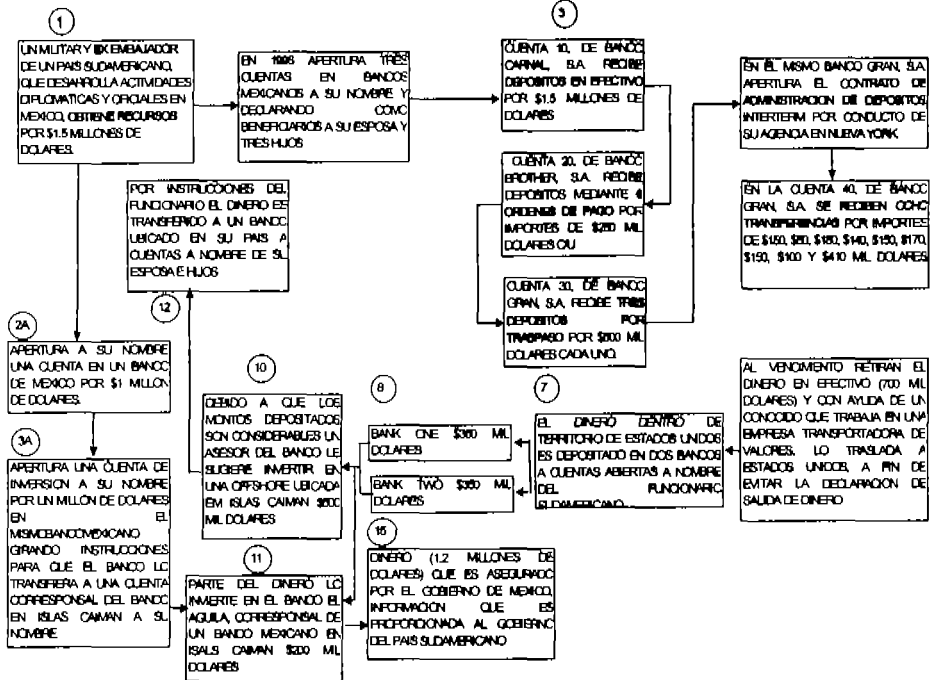 1
UN MILITAR Y EX EMBAJADOR
DE UN PAIS SUDAMERICANO,
QUE DESARROLLA ACTIVIDADES
DIPLOMATICAS Y OFICIALES EN
MEXICO, OBTIENE RECURSOS
POR $1.5 MILLONES DE
DOLARES.
EN 1998 APERTURA TRES
CUENTAS EN BANCOS
MEXICANOS A SU NOMBRE Y
DECLARANDO COMO
BENEFICIARIOS A SU ESPOSA Y
TRES HIJOS
3
CUENTA 10, DE BANCO
CARNAL, S.A. RECIBE
DEPOSITOS EN EFECTIVO
POR $1.5 MILLONES DE
DOLARES
CUENTA 20, DE BANCO
BROTHER, S.A. RECIBE
DEPOSITOS MEDIANTE
ORDENES DE PAGO POR
IMPORTES DE $250 MIL
DOLARES C/U
CUENTA 30, DE BANCO
GRAN, S.A. RECIBE TRES
DEPOSITOS POR
TRASPASO POR $500 MIL
DOLARES CADA UNO.
EN EL MISMO BANCO GRAN, S.A.
APERTURA EL CONTRATO DE
ADMINISTRACION DE DEPOSITOS
INTERTERM POR CONDUCTO DE
SU AGENCIA EN NUEVA YORK
EN LA CUENTA 40, DE BANCO
GRAN, S.A. SE RECIBEN OCHO
TRANSFERENCIAS POR IMPORTES
DE $150, $80, $180, $140, $150, $170,
$150, $100 Y $410 MIL DOLARES
POR INSTRUCCIONES DEL
FUNCIONARIO EL DINERO ES
TRANSFERIDO A UN BANCO
UBICADO EN SU PAIS A
CUENTAS A NOMBRE DE SU
ESPOSA E HIJOS
12
2A
APERTURA A SU NOMBRE
UNA CUENTA EN UN BANCO
DE MEXICO POR $1 MILLON
DE DOLARES.
3A
APERTURA UNA CUENTA DE
INVERSION A SU NOMBRE
POR UN MILLON DE DOLARES
EN EL
MISMOBANCOMEXICANO
GIRANDO INSTRUCCIONES
PARA QUE EL BANCO LO
TRANSFIERA A UNA CUENTA
CORRESPONSAL DEL BANCO
EN ISLAS CAIMAN A SU
NOMBRE
10
DEBIDO A QUE LOS
MONTOS DEPOSITADOS
SON CONSIDERABLES UN
ASESOR DEL BANCO LE
SUGIERE INVERTIR EN
UNA OFFSHORE UBICADA
EM ISLAS CAIMAN $500
MIL DOLARES
8
BANK ONE $350 MIL
DOLARES
BANK TWO $350 MIL
DOLARES
7
EL DINERO DENTRO DE
TERRITORIO DE ESTADOS UNIDOS
ES DEPOSITADO EN DOS BANCOS
A CUENTAS ABIERTAS A NOMBRE
DEL FUNCIONARIO
SUDAMERICANO
AL VENCIMIENTO RETIRAN EL
DINERO EN EFECTIVO (700 MIL
DOLARES) Y CON AYUDA DE UN
CONOCIDO QUE TRABAJA EN UNA
EMPRESA TRANSPORTADORA DE
VALORES, LO TRASLADA A
ESTADOS UNIDOS, A FIN DE
EVITAR LA DECLARACION DE
SALIDA DE DINERO
11
PARTE DEL DINERO LO
INVIERTE EN EL BANCO EL
AGUILA, CORRESPONSAL DE
UN BANDO MEXICANO EN
ISALS CAIMAN $200 MIL
DOLARES
15
DINERO (1.2 MILLONES DE
DOLARES) QUE ES ASEGURADO
POR EL GOBIERNO DE MEXICO,
INFORMACION QUE ES
PROPORCIONADA AL GOBIERNO
DEL PAIS SUDAMERICANO